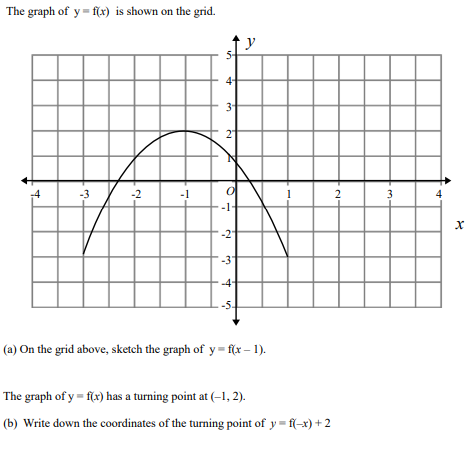 The graph of y = f(x) is shown on the grid.
y
5
4
3
2
1
-4 -3 -2 -1 O 1 2 3 4
-1
x
-2
-3
-4
-5
(a) On the grid above, sketch the graph of y = f(x – 1).
The graph of y = f(x) has a turning point at (–1, 2).
(b) Write down the coordinates of the turning point of y = f(–x) + 2